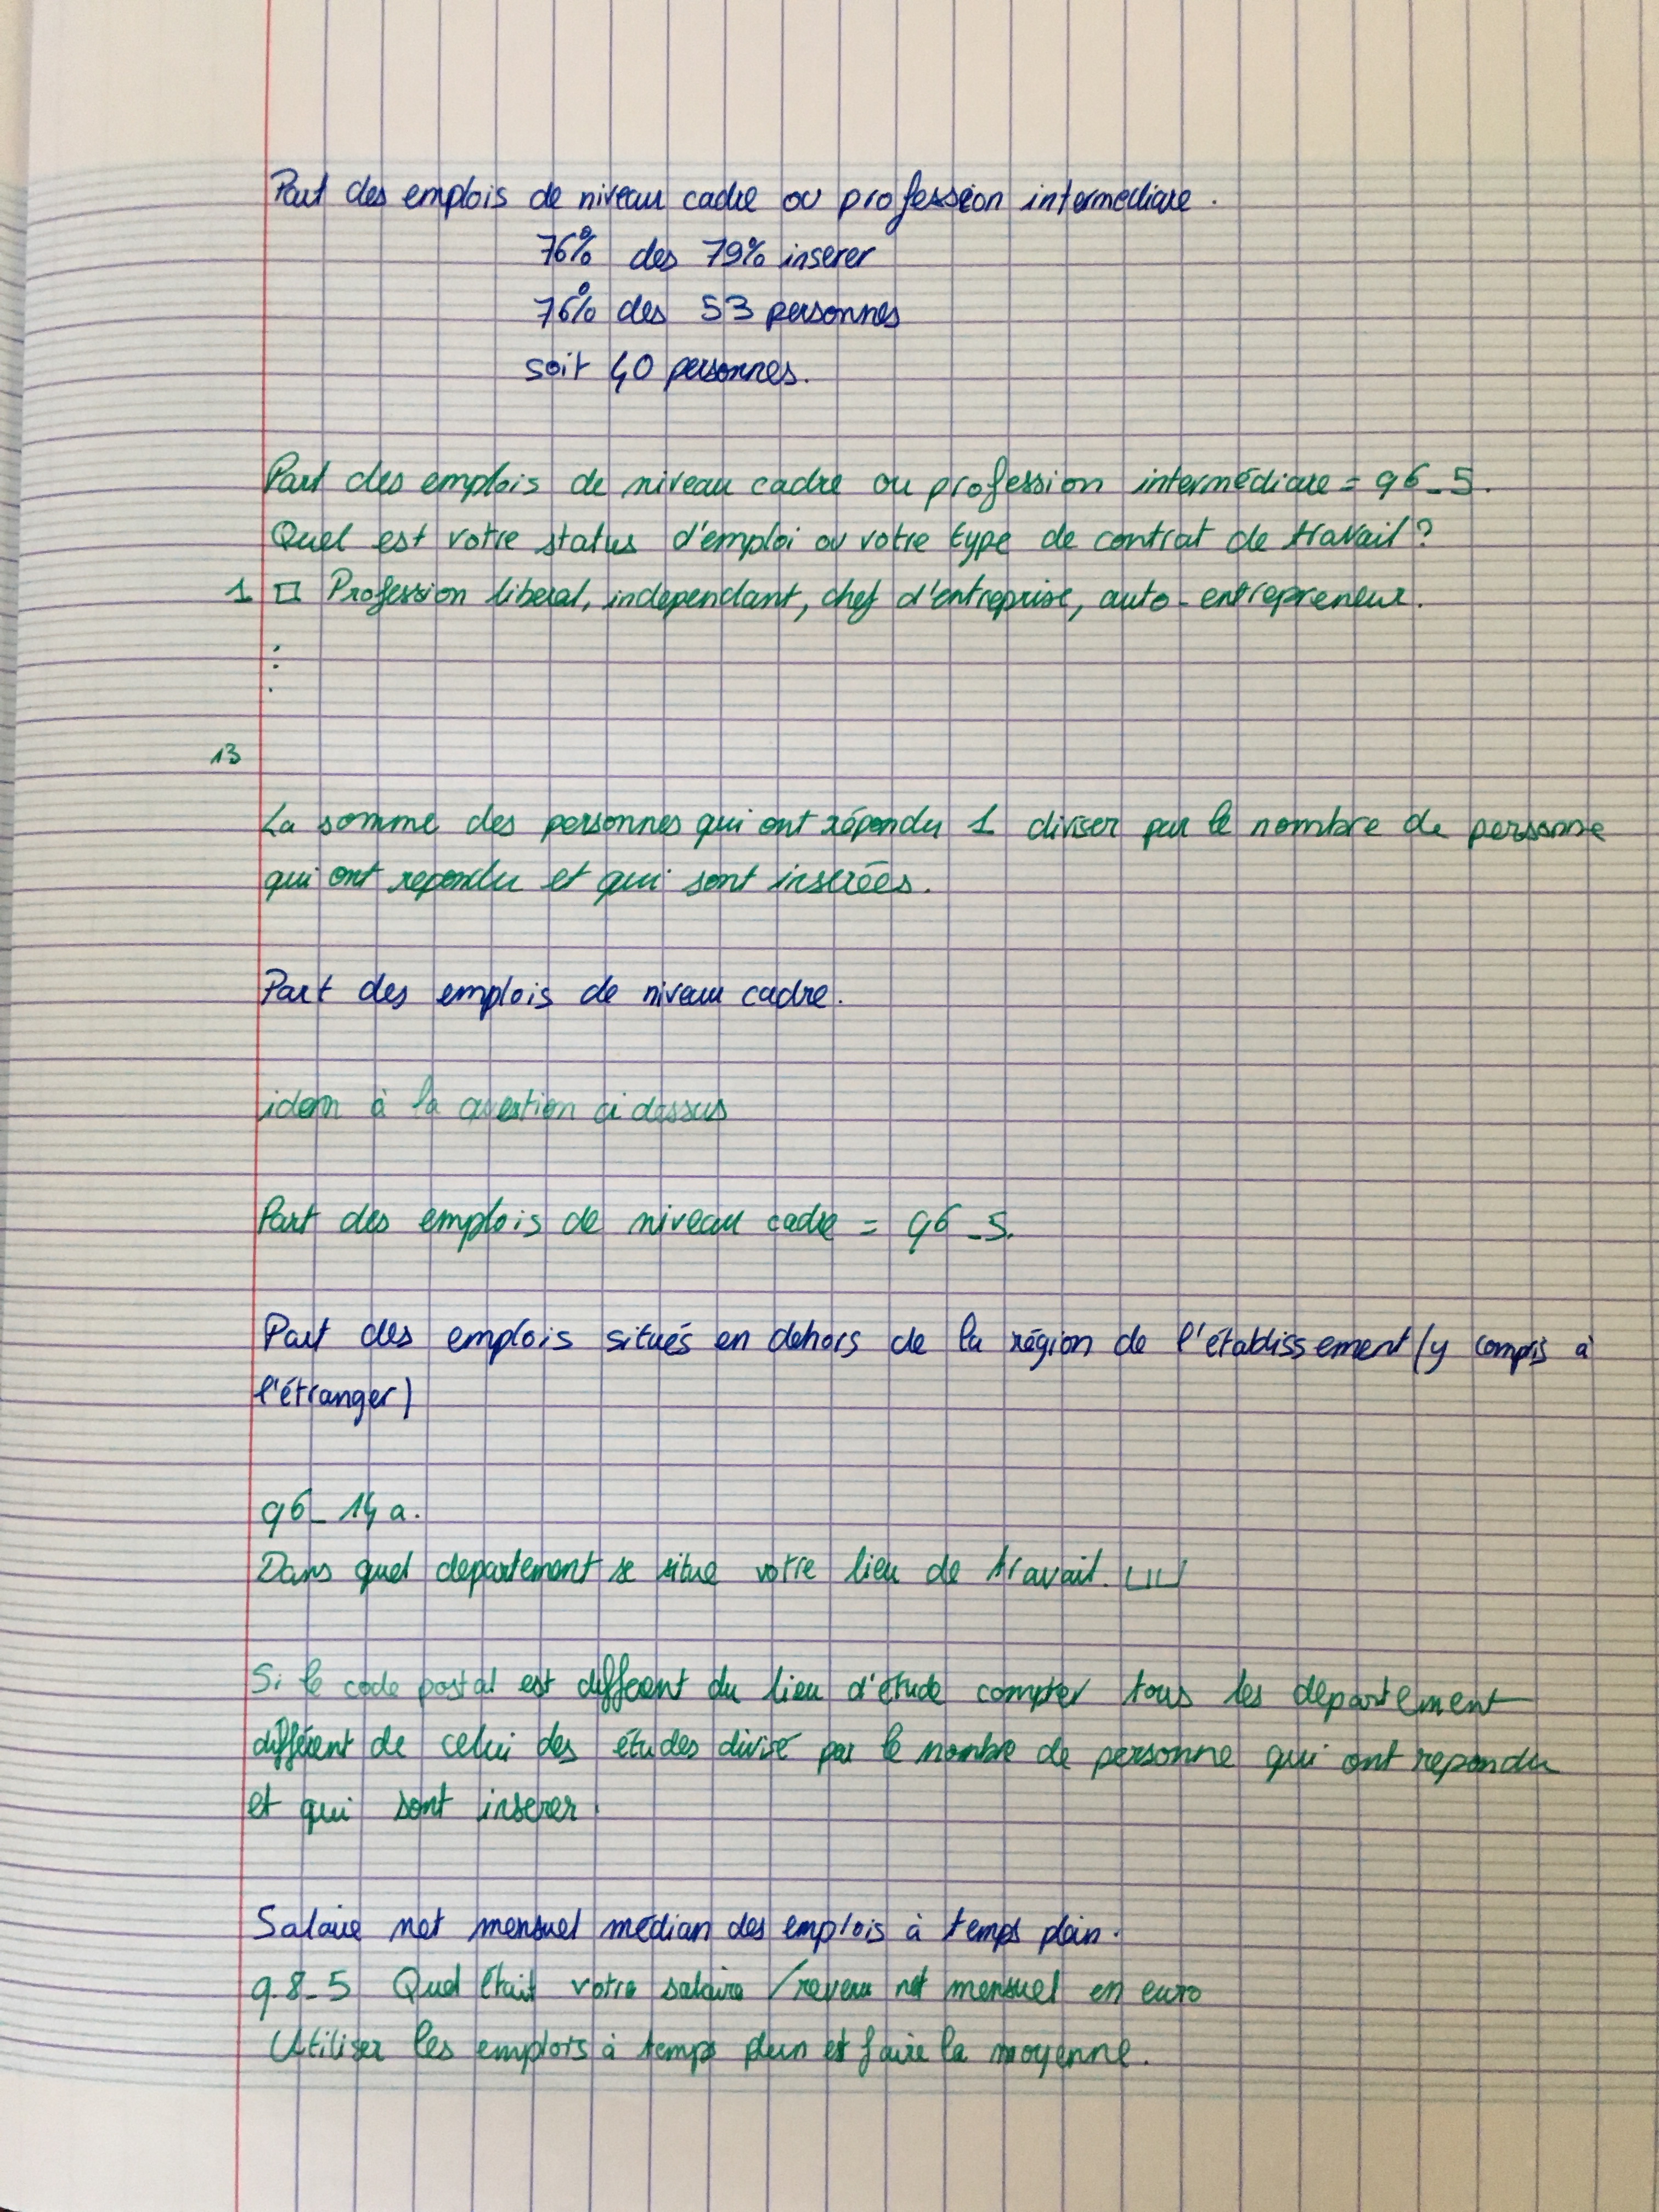 Part des emplois de niveau cadre ou profession intermediaire.
76% des 79% inserer
76% des 53 personnes
soit 40 personnes.
Part des emplois de niveau cadre ou profession intermédiaire = q6_5.
Quel est votre status d'emploi ou votre type de contrat de travail ?
1 □ Profession liberal, independant, chef d'entreprise, auto-entrepreneur.
⋮
13
La somme des personnes qui ont répondu 1 diviser par le nombre de personne
qui ont repondu et qui sont insérées.
Part des emplois de niveau cadre.
idem à la question ci dessus
Part des emplois de niveau cadre = q6_5.
Part des emplois situés en dehors de la région de l'établissement (y compris à
l'étranger)
q6_14a.
Dans quel departement se situe votre lieu de travail. ⊔⊔⊔
Si le code postal est different du lieu d'étude compter tous les departement
différent de celui des études divisé par le nombre de personne qui ont repondu
et qui sont inserer.
Salaire net mensuel médian des emplois à temps plein.
q.8_5 Quel était votre salaire / revenu net mensuel en euro
Utiliser les emplois à temps plein et faire la moyenne.